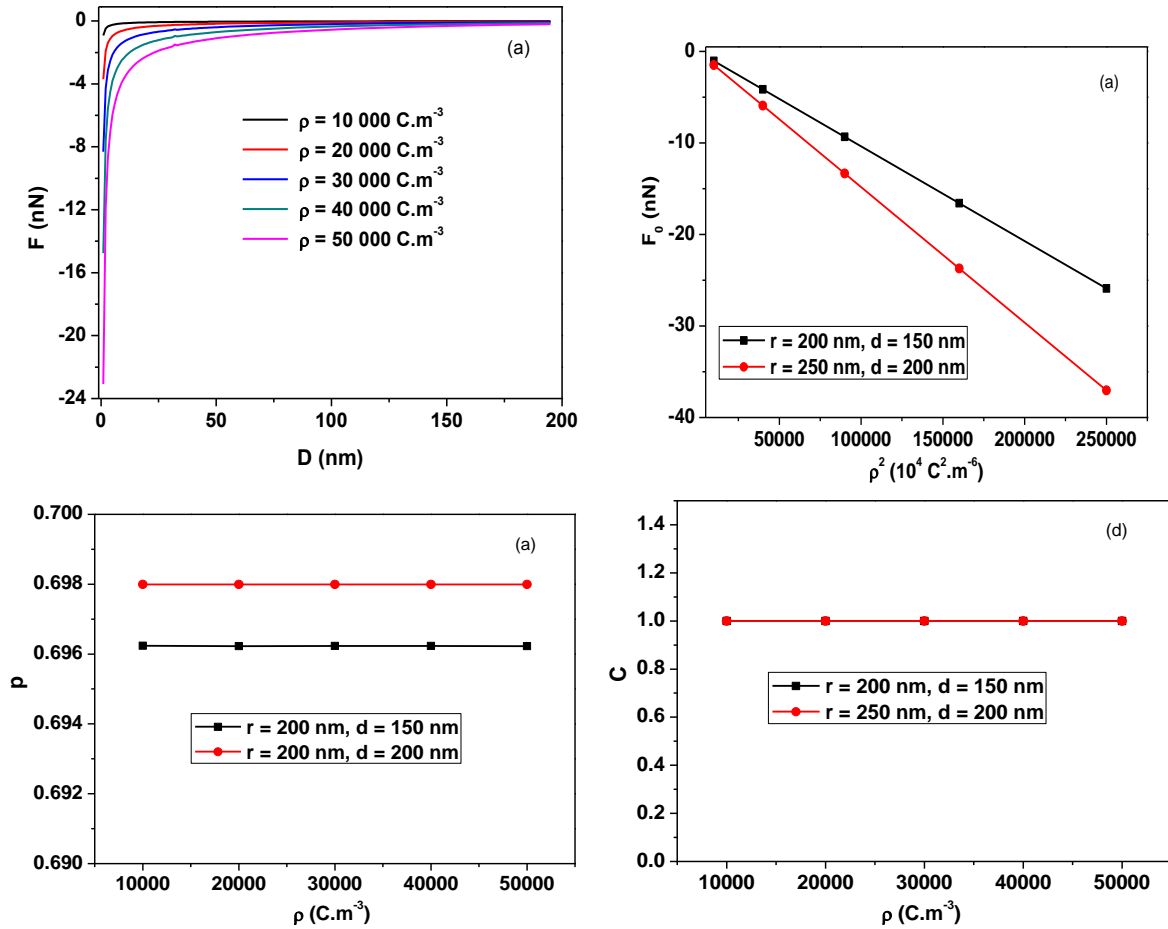 0
-4
-8
-12
-16
-20
-24
F (nN)
(a)
ρ = 10 000 C.m⁻³
ρ = 20 000 C.m⁻³
ρ = 30 000 C.m⁻³
ρ = 40 000 C.m⁻³
ρ = 50 000 C.m⁻³
0 50 100 150 200
D (nm)
0
-10
-20
-30
-40
F₀ (nN)
(a)
r = 200 nm, d = 150 nm
r = 250 nm, d = 200 nm
50000 100000 150000 200000 250000
ρ² (10⁴ C².m⁻⁶)
0.700
0.698
0.696
0.694
0.692
0.690
p
(a)
r = 200 nm, d = 150 nm
r = 200 nm, d = 200 nm
10000 20000 30000 40000 50000
ρ (C.m⁻³)
1.4
1.2
1.0
0.8
0.6
0.4
0.2
0.0
C
(d)
r = 200 nm, d = 150 nm
r = 250 nm, d = 200 nm
10000 20000 30000 40000 50000
ρ (C.m⁻³)